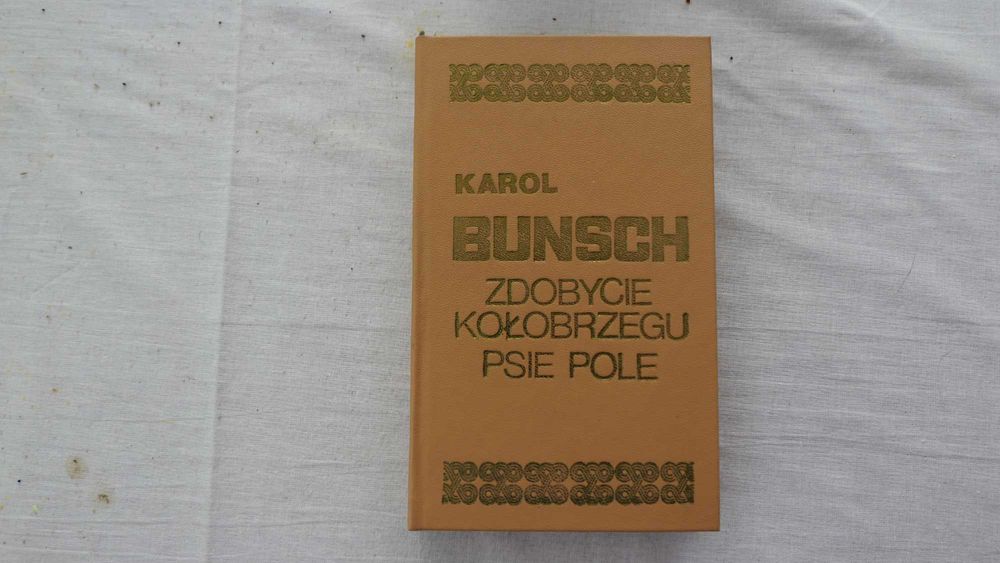 KAROL
BUNSCH
ZDOBYCIE
KOŁOBRZEGU
PSIE POLE